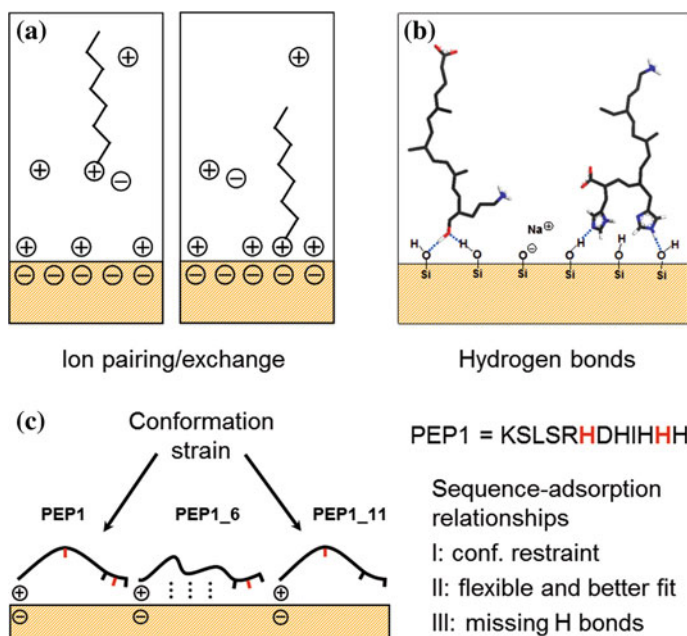 (a)
(b)
H
H
Na⊕
H
H
H
O
O
O⊖
O
O
O
Si
Si
Si
Si
Si
Si
Ion pairing/exchange
Hydrogen bonds
(c)
Conformation
strain
PEP1
PEP1_6
PEP1_11
PEP1 = KSLSRHDHIHHH
Sequence-adsorption
relationships
I: conf. restraint
II: flexible and better fit
III: missing H bonds